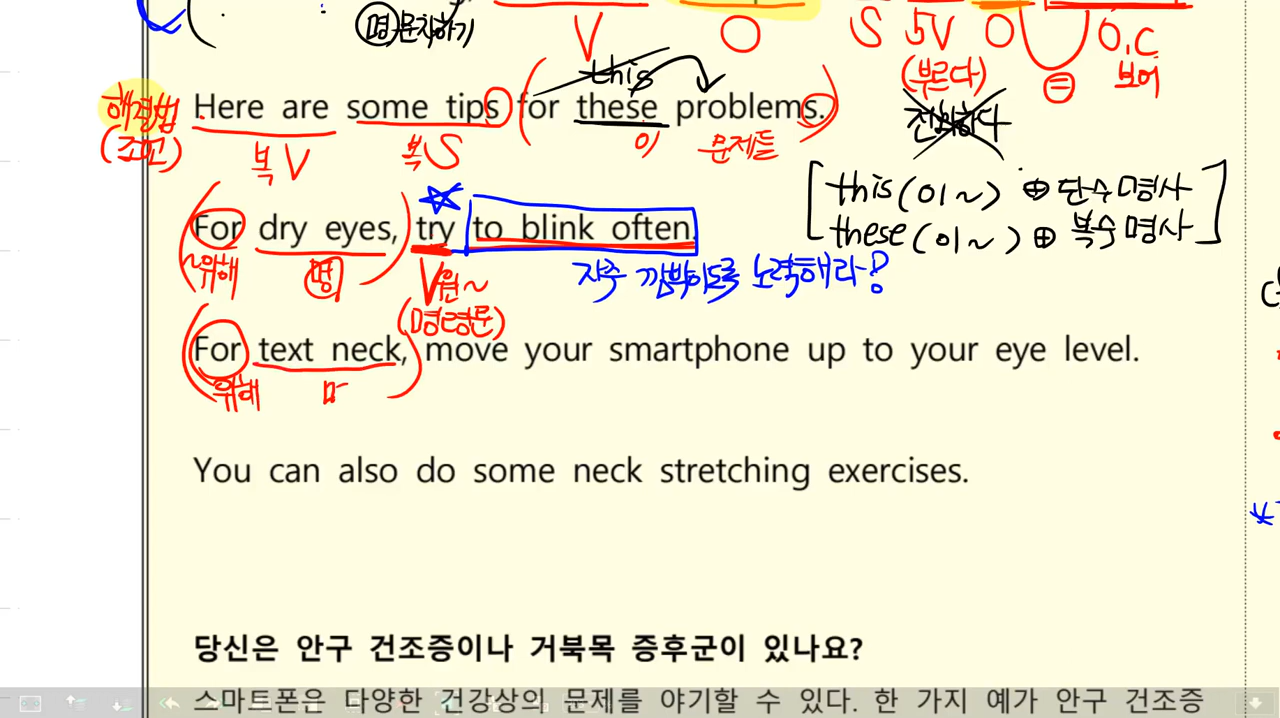 명 문차하기 V O S 5V O O.C
(부르다) 보어
this
해결법 Here are some tips for these problems.
(조언) 복V 복S 이 문제들
this(이~) ⊕ 단수명사
For dry eyes, try to blink often.
these(이~) ⊕ 복수명사
~위해 명 V원~ 자주 깜박이도록 노력해라!
(명령문)
For text neck, move your smartphone up to your eye level.
위해
You can also do some neck stretching exercises.
당신은 안구 건조증이나 거북목 증후군이 있나요?
스마트폰은 다양한 건강상의 문제를 야기할 수 있다. 한 가지 예가 안구 건조증